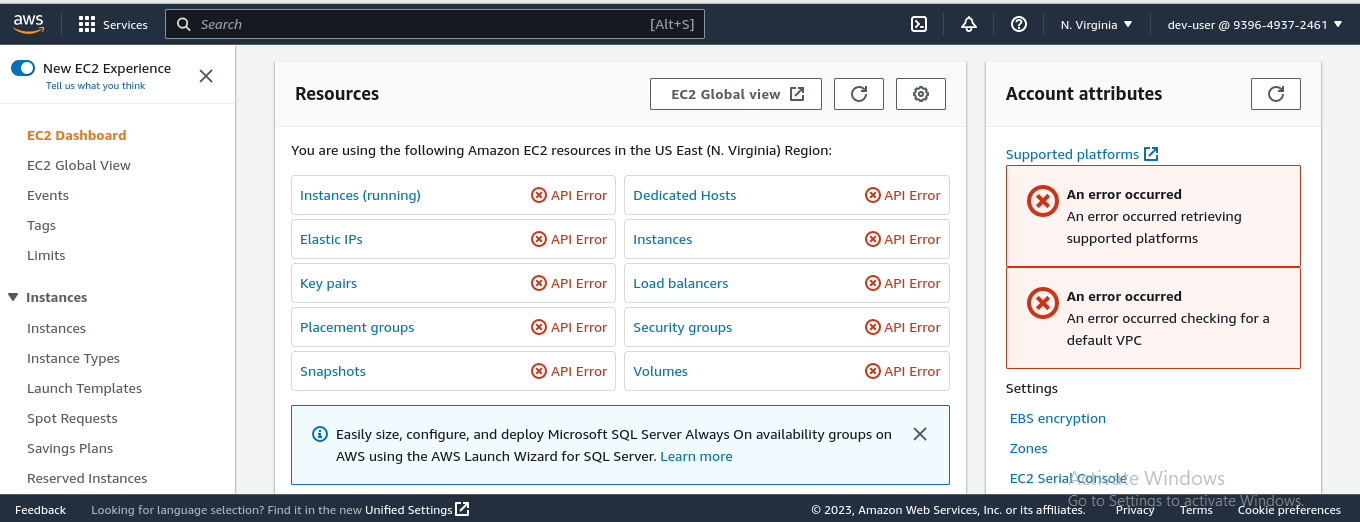 aws
Services
Search
[Alt+S]
N. Virginia
dev-user @ 9396-4937-2461
New EC2 Experience
Tell us what you think
EC2 Dashboard
EC2 Global View
Events
Tags
Limits
Instances
Instances
Instance Types
Launch Templates
Spot Requests
Savings Plans
Reserved Instances
Resources
EC2 Global view
You are using the following Amazon EC2 resources in the US East (N. Virginia) Region:
Instances (running) API Error
Dedicated Hosts API Error
Elastic IPs API Error
Instances API Error
Key pairs API Error
Load balancers API Error
Placement groups API Error
Security groups API Error
Snapshots API Error
Volumes API Error
Easily size, configure, and deploy Microsoft SQL Server Always On availability groups on
AWS using the AWS Launch Wizard for SQL Server. Learn more
Account attributes
Supported platforms
An error occurred
An error occurred retrieving
supported platforms
An error occurred
An error occurred checking for a
default VPC
Settings
EBS encryption
Zones
EC2 Serial Console
Activate Windows
Go to Settings to activate Windows.
Feedback
Looking for language selection? Find it in the new Unified Settings
© 2023, Amazon Web Services, Inc. or its affiliates.
Privacy
Terms
Cookie preferences